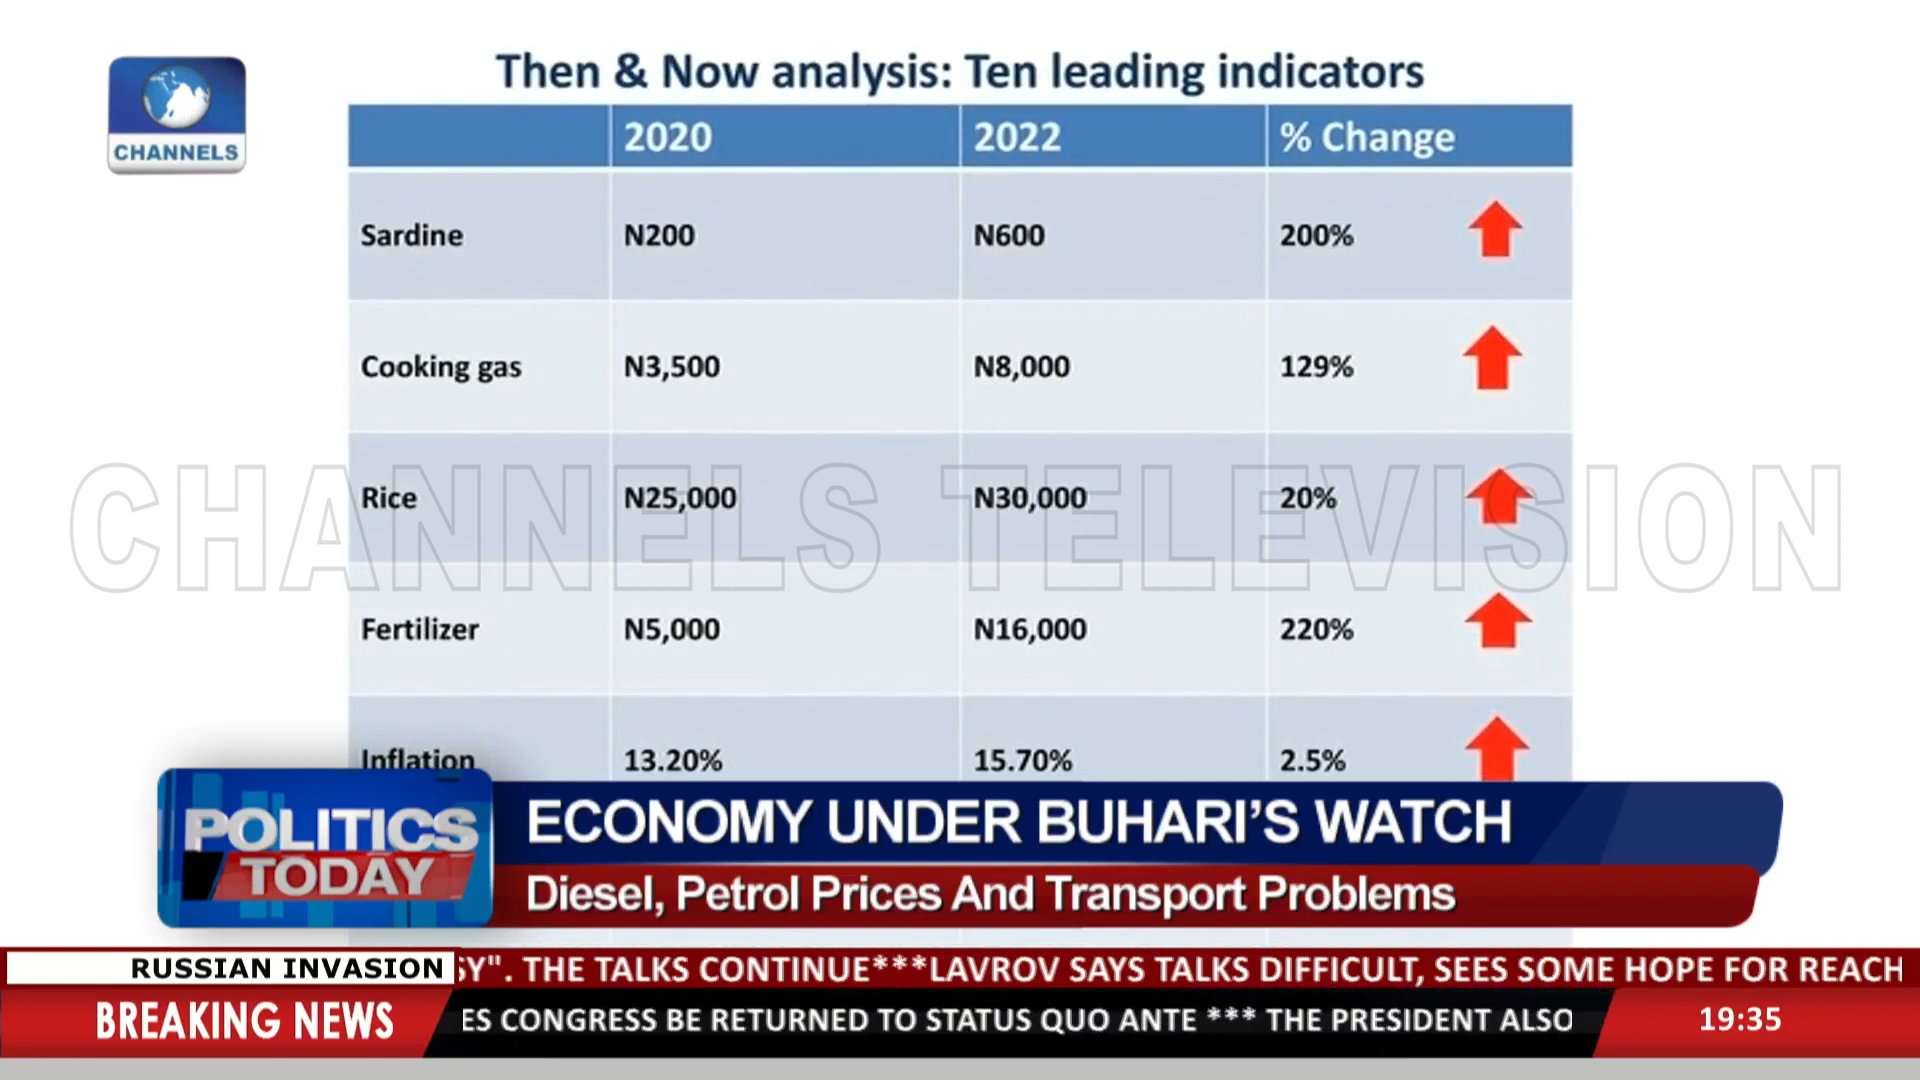 Then & Now analysis: Ten leading indicators
CHANNELS
2020 2022 % Change
Sardine N200 N600 200%
Cooking gas N3,500 N8,000 129%
Rice N25,000 N30,000 20%
CHANNELS TELEVISION
Fertilizer N5,000 N16,000 220%
Inflation 13.20% 15.70% 2.5%
POLITICS
TODAY
ECONOMY UNDER BUHARI'S WATCH
Diesel, Petrol Prices And Transport Problems
RUSSIAN INVASION SY". THE TALKS CONTINUE***LAVROV SAYS TALKS DIFFICULT, SEES SOME HOPE FOR REACH
BREAKING NEWS ES CONGRESS BE RETURNED TO STATUS QUO ANTE *** THE PRESIDENT ALSO 19:35